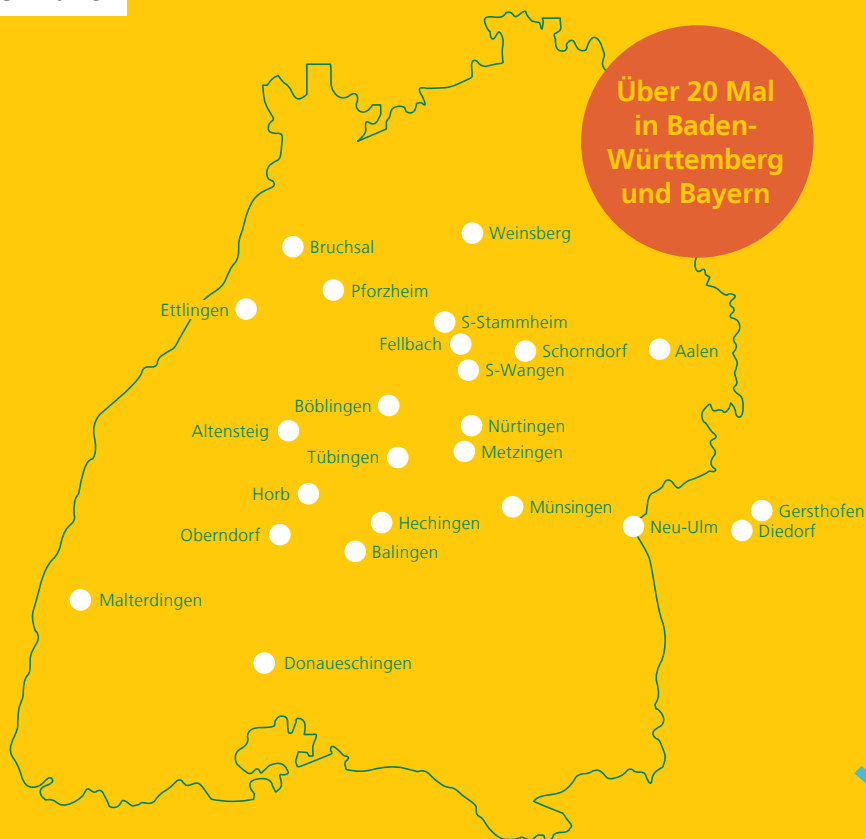 Über 20 Mal
in Baden-
Württemberg
und Bayern
Weinsberg
Bruchsal
Pforzheim
Ettlingen
S-Stammheim
Fellbach
Schorndorf
Aalen
S-Wangen
Böblingen
Nürtingen
Altensteig
Metzingen
Tübingen
Horb
Münsingen
Gersthofen
Hechingen
Neu-Ulm
Diedorf
Oberndorf
Balingen
Malterdingen
Donaueschingen